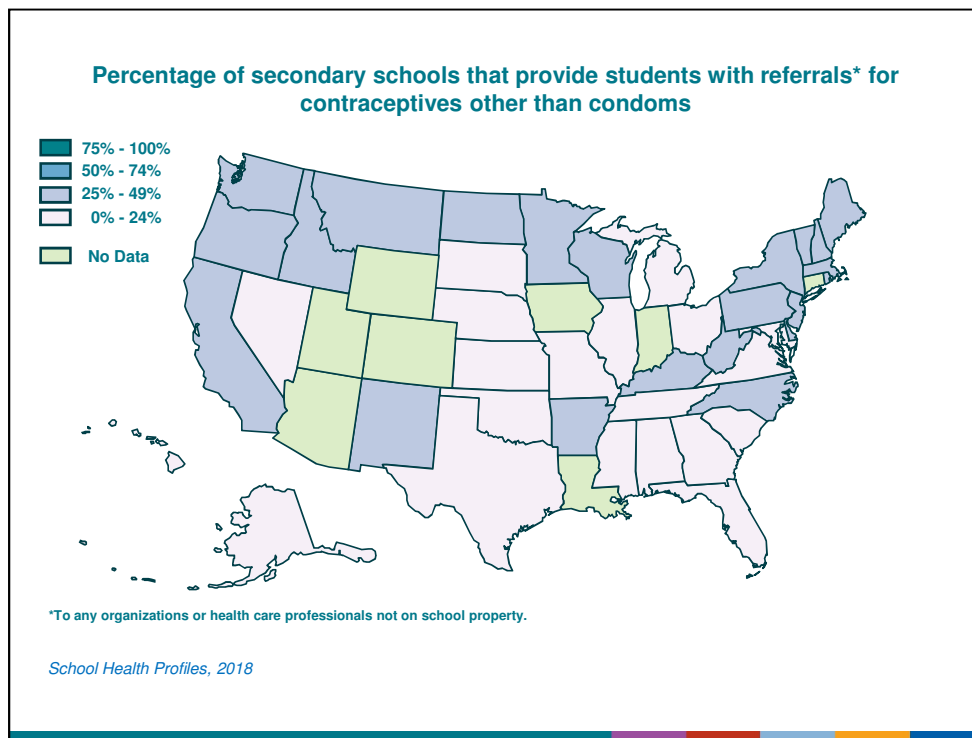 Percentage of secondary schools that provide students with referrals* for
contraceptives other than condoms
75% - 100%
50% - 74%
25% - 49%
0% - 24%
No Data
*To any organizations or health care professionals not on school property.
School Health Profiles, 2018